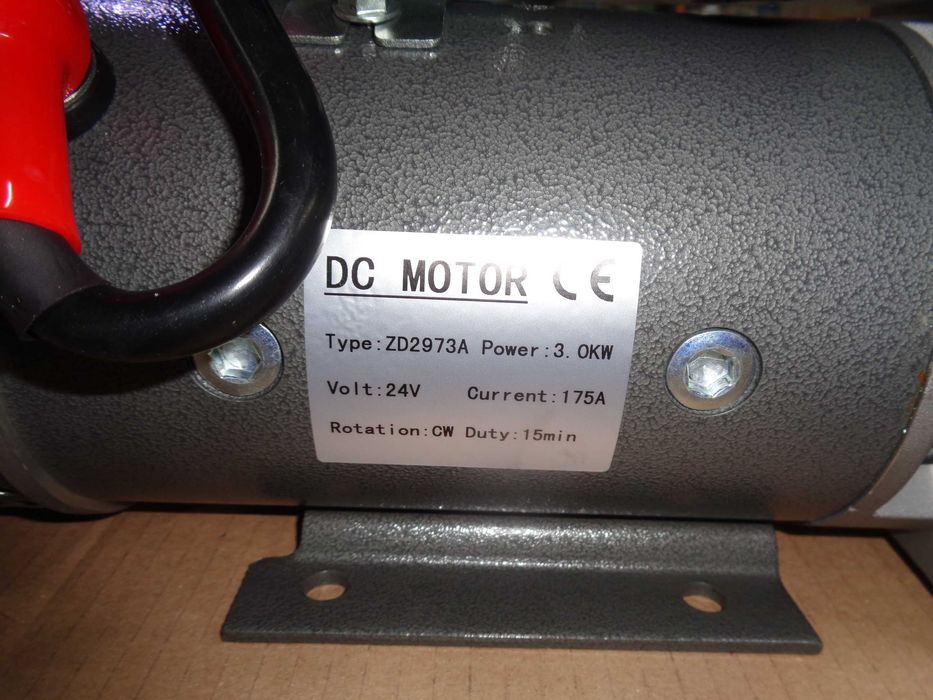 DC MOTOR CE
Type:ZD2973A Power:3.0KW
Volt:24V Current:175A
Rotation:CW Duty:15min